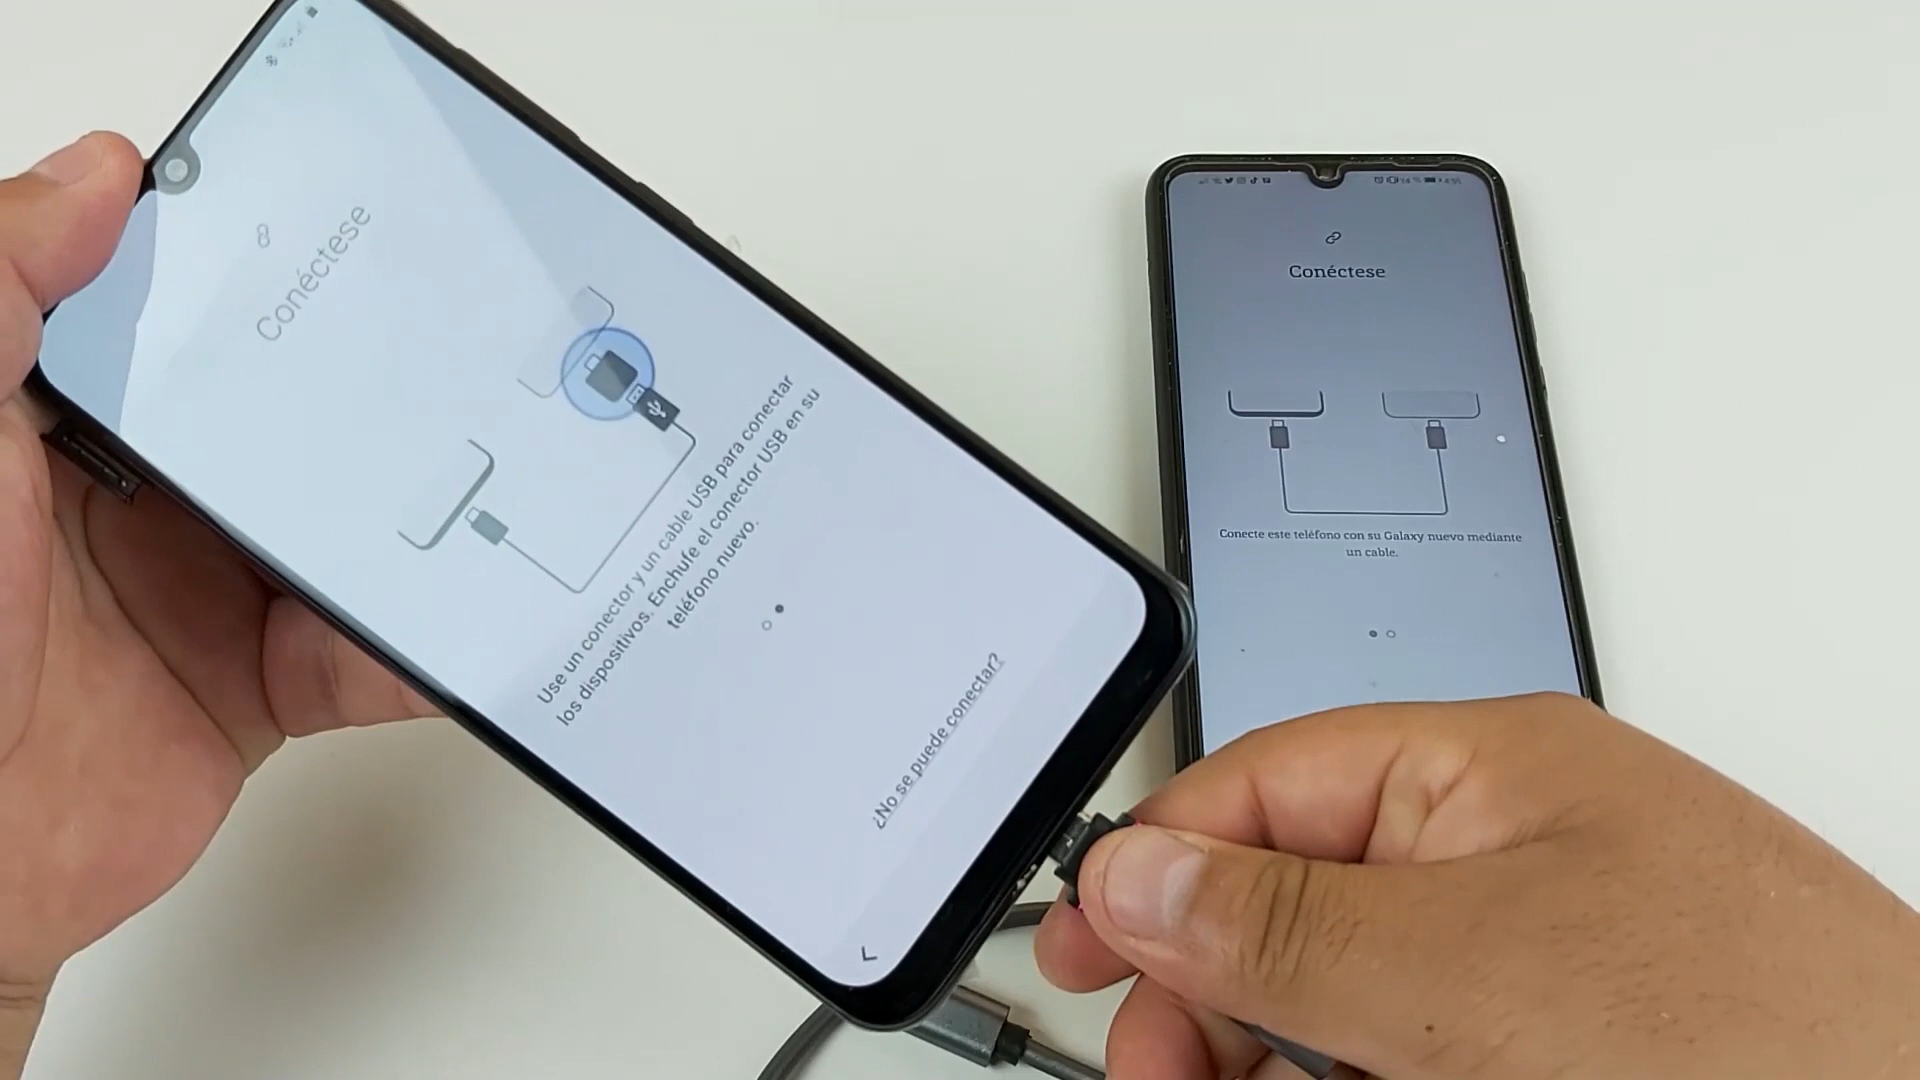 Conéctese
Use un conector y un cable USB para conectar
los dispositivos. Enchufe el conector USB en su
teléfono nuevo.
¿No se puede conectar?
Conéctese
Conecte este teléfono con su Galaxy nuevo mediante
un cable.